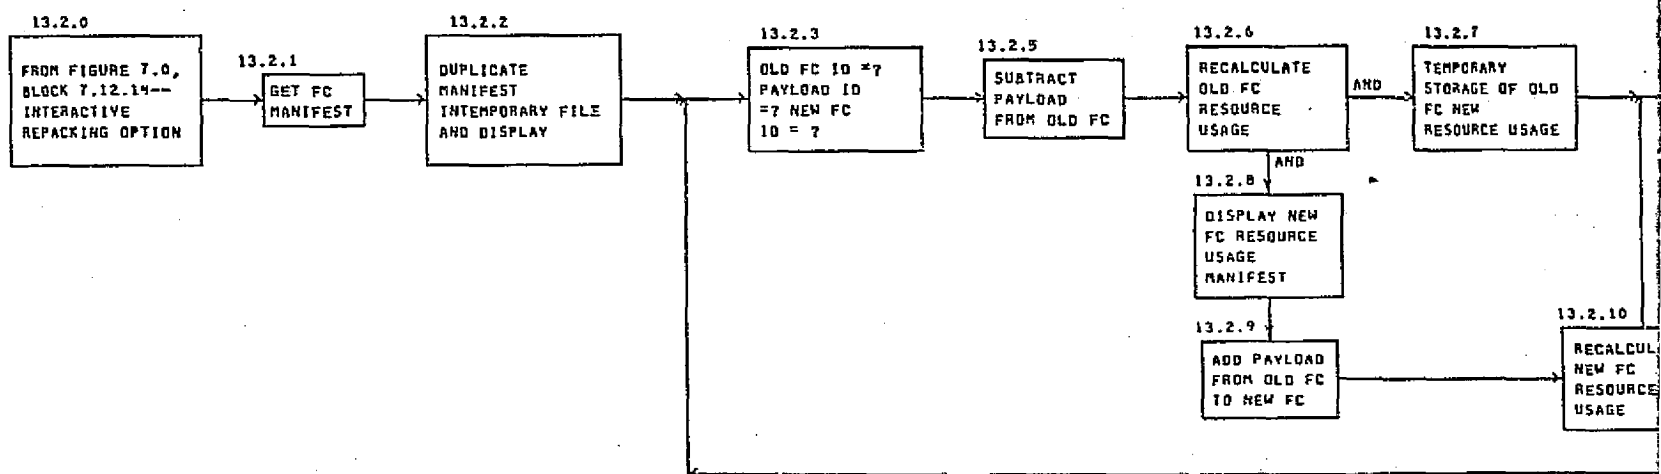 13.2.0
FROM FIGURE 7.0,
BLOCK 7.12.14--
INTERACTIVE
REPACKING OPTION
13.2.1
GET FC
MANIFEST
13.2.2
DUPLICATE
MANIFEST
INTEMPORARY FILE
AND DISPLAY
13.2.3
OLD FC ID =?
PAYLOAD ID
=? NEW FC
ID = ?
13.2.5
SUBTRACT
PAYLOAD
FROM OLD FC
13.2.6
RECALCULATE
OLD FC
RESOURCE
USAGE
AND
13.2.7
TEMPORARY
STORAGE OF OLD
FC NEW
RESOURCE USAGE
AND
13.2.8
DISPLAY NEW
FC RESOURCE
USAGE
MANIFEST
13.2.9
ADD PAYLOAD
FROM OLD FC
TO NEW FC
13.2.10
RECALCUL
NEW FC
RESOURCE
USAGE